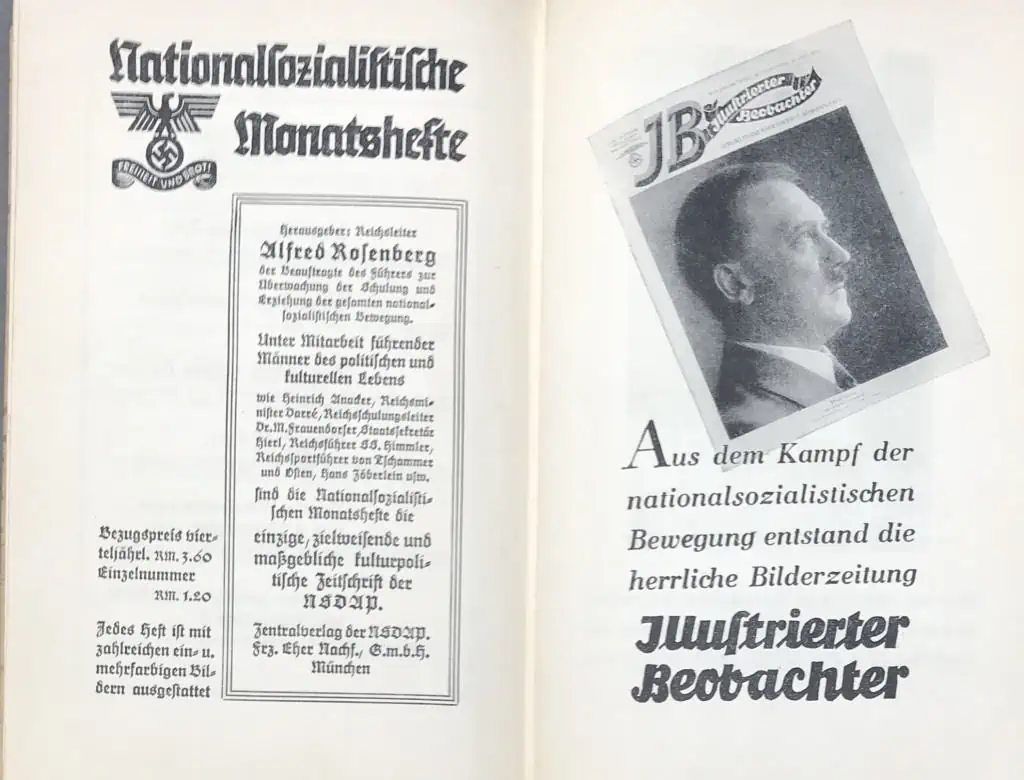 Nationalsozialistische
Monatshefte
FREIHEIT UND BROT!
Herausgeber: Reichsleiter
Alfred Rosenberg
der Beauftragte des Führers zur
Überwachung der Schulung und
Erziehung der gesamten national-
sozialistischen Bewegung.
Unter Mitarbeit führender
Männer des politischen und
kulturellen Lebens
wie Heinrich Anacker, Reichsmi-
nister Darré, Reichsschulungsleiter
Dr. M. Frauendorfer, Staatssekretär
Hierl, Reichsführer SS. Himmler,
Reichssportführer von Tschammer
und Osten, Hans Zöberlein usw.
sind die Nationalsozialisti-
schen Monatshefte die
einzige, zielweisende und
maßgebliche kulturpoli-
tische Zeitschrift der
NSDAP.
Zentralverlag der NSDAP.
Frz. Eher Nachf., G.m.b.H.
München
Bezugspreis vier-
teljährl. RM. 3.60
Einzelnummer
RM. 1.20
Jedes Heft ist mit
zahlreichen ein- u.
mehrfarbigen Bil-
dern ausgestattet
JB
Illustrierter
Beobachter
Aus dem Kampf der
nationalsozialistischen
Bewegung entstand die
herrliche Bilderzeitung
Illustrierter
Beobachter